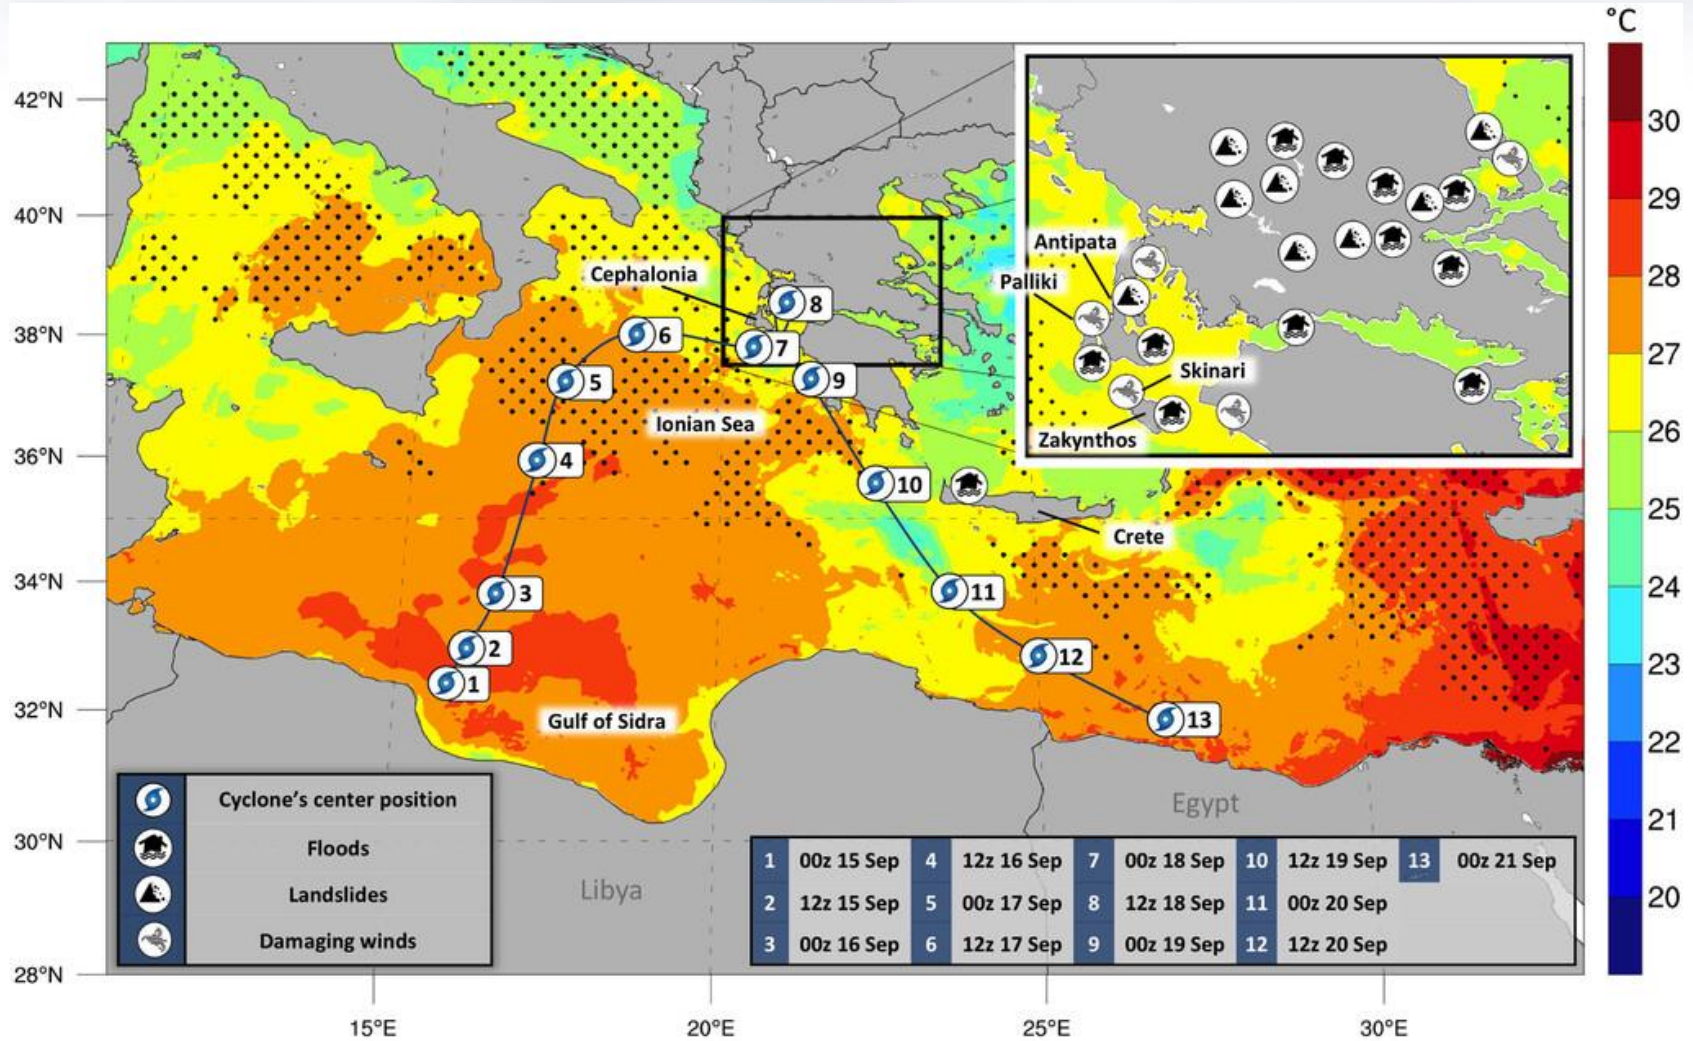 °C
42°N
40°N
38°N
36°N
34°N
32°N
30°N
28°N
15°E
20°E
25°E
30°E
30
29
28
27
26
25
24
23
22
21
20
Antipata
Palliki
Skinari
Zakynthos
Cephalonia
Ionian Sea
Crete
Gulf of Sidra
Libya
Egypt
1
2
3
4
5
6
7
8
9
10
11
12
13
Cyclone's center position
Floods
Landslides
Damaging winds
1 00z 15 Sep 4 12z 16 Sep 7 00z 18 Sep 10 12z 19 Sep 13 00z 21 Sep
2 12z 15 Sep 5 00z 17 Sep 8 12z 18 Sep 11 00z 20 Sep
3 00z 16 Sep 6 12z 17 Sep 9 00z 19 Sep 12 12z 20 Sep